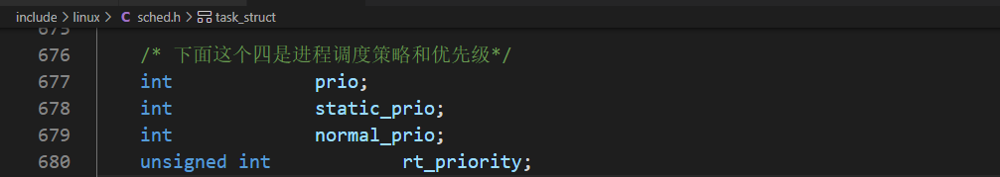 include > linux > C sched.h > task_struct
675
676 /* 下面这个四是进程调度策略和优先级*/
677 int prio;
678 int static_prio;
679 int normal_prio;
680 unsigned int rt_priority;